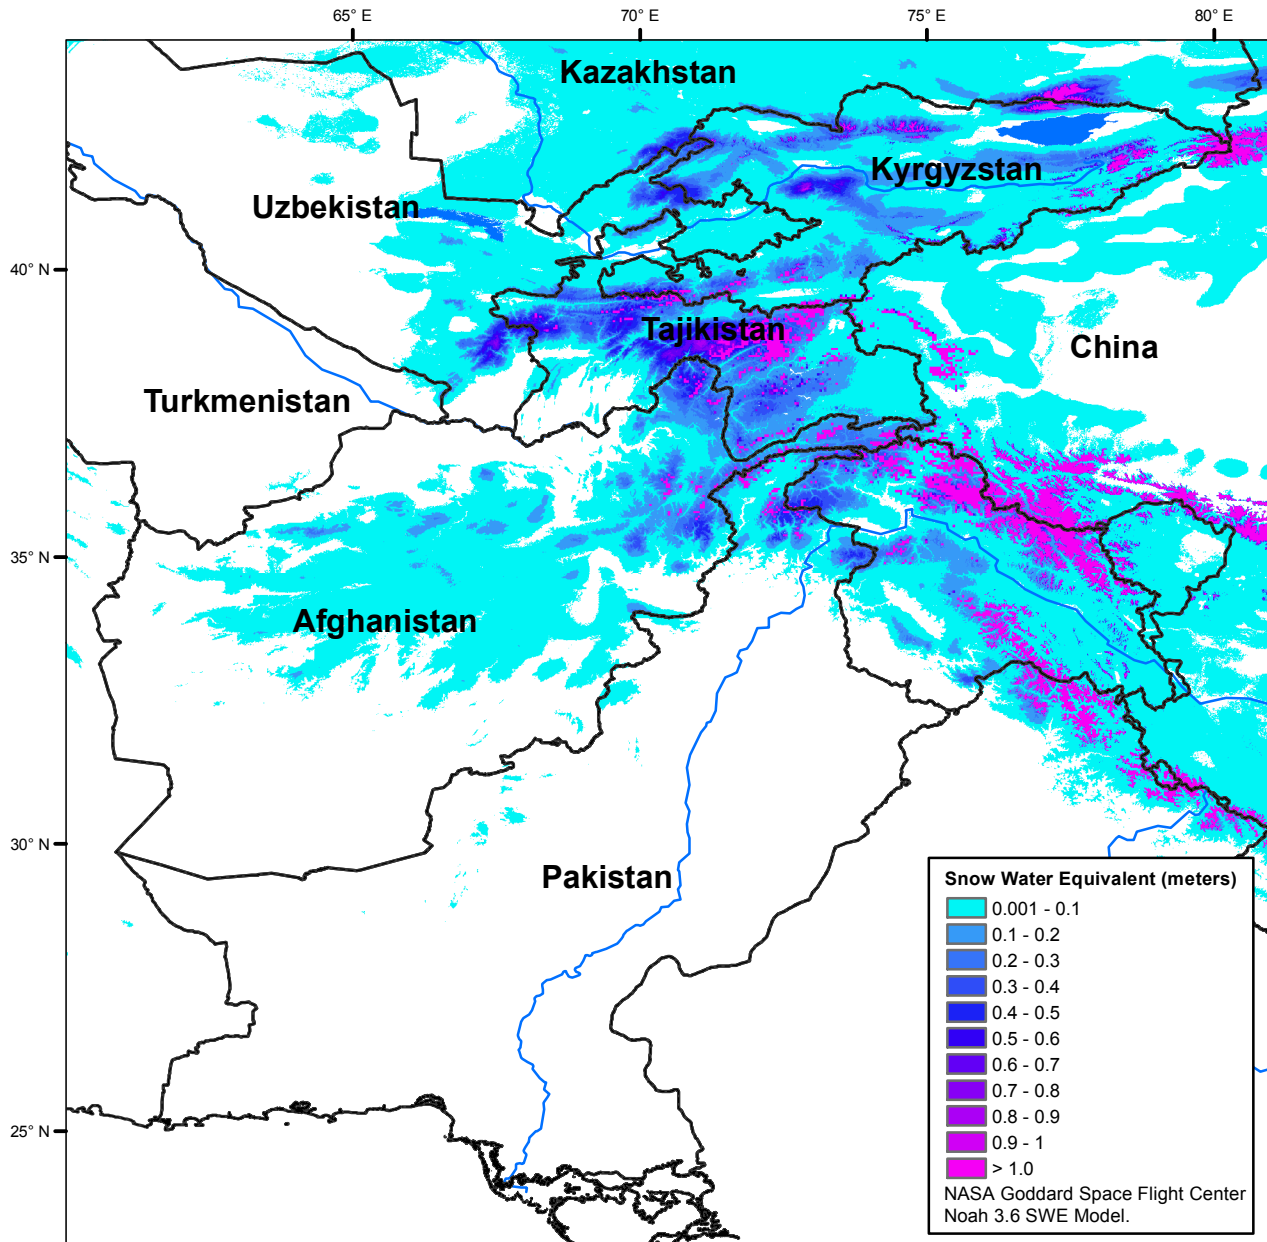 65° E
70° E
75° E
80° E
Kazakhstan
Kyrgyzstan
Uzbekistan
40° N
Tajikistan
China
Turkmenistan
35° N
Afghanistan
30° N
Pakistan
25° N
Snow Water Equivalent (meters)
0.001 - 0.1
0.1 - 0.2
0.2 - 0.3
0.3 - 0.4
0.4 - 0.5
0.5 - 0.6
0.6 - 0.7
0.7 - 0.8
0.8 - 0.9
0.9 - 1
> 1.0
NASA Goddard Space Flight Center
Noah 3.6 SWE Model.